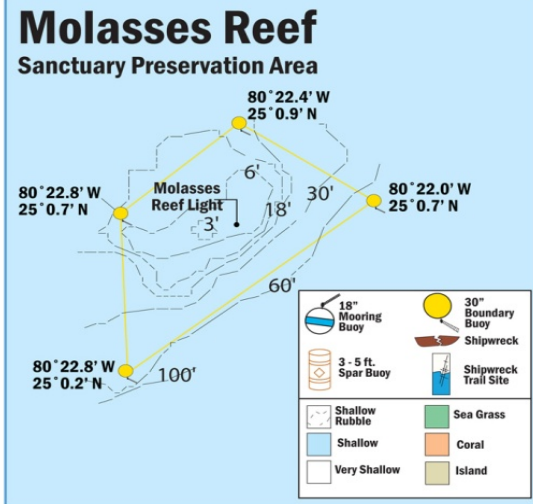 Molasses Reef
Sanctuary Preservation Area
80°22.4' W
25°0.9' N
6'
Molasses
Reef Light
30'
18'
3'
80°22.8' W
25°0.7' N
80°22.0' W
25°0.7' N
60'
80°22.8' W
25°0.2' N
100'
18"
Mooring
Buoy
30"
Boundary
Buoy
Shipwreck
3 - 5 ft.
Spar Buoy
Shipwreck
Trail Site
Shallow
Rubble
Sea Grass
Shallow
Coral
Very Shallow
Island